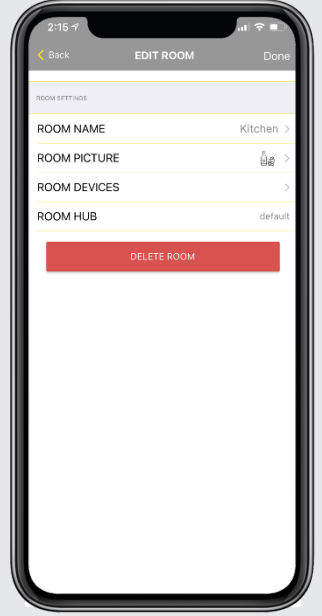 2:15
Back EDIT ROOM Done
ROOM SETTINGS
ROOM NAME Kitchen
ROOM PICTURE
ROOM DEVICES
ROOM HUB default
DELETE ROOM